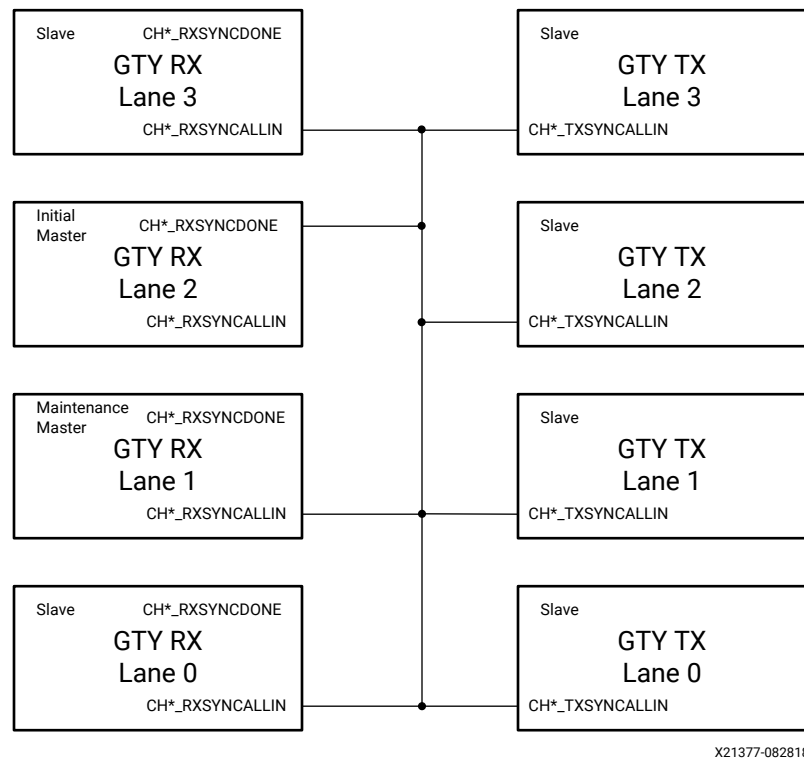 Slave CH*_RXSYNCDONE
GTY RX
Lane 3
CH*_RXSYNCALLIN
Slave
GTY TX
Lane 3
CH*_TXSYNCALLIN
Initial
Master
CH*_RXSYNCDONE
GTY RX
Lane 2
CH*_RXSYNCALLIN
Slave
GTY TX
Lane 2
CH*_TXSYNCALLIN
Maintenance
Master
CH*_RXSYNCDONE
GTY RX
Lane 1
CH*_RXSYNCALLIN
Slave
GTY TX
Lane 1
CH*_TXSYNCALLIN
Slave CH*_RXSYNCDONE
GTY RX
Lane 0
CH*_RXSYNCALLIN
Slave
GTY TX
Lane 0
CH*_TXSYNCALLIN
X21377-082818